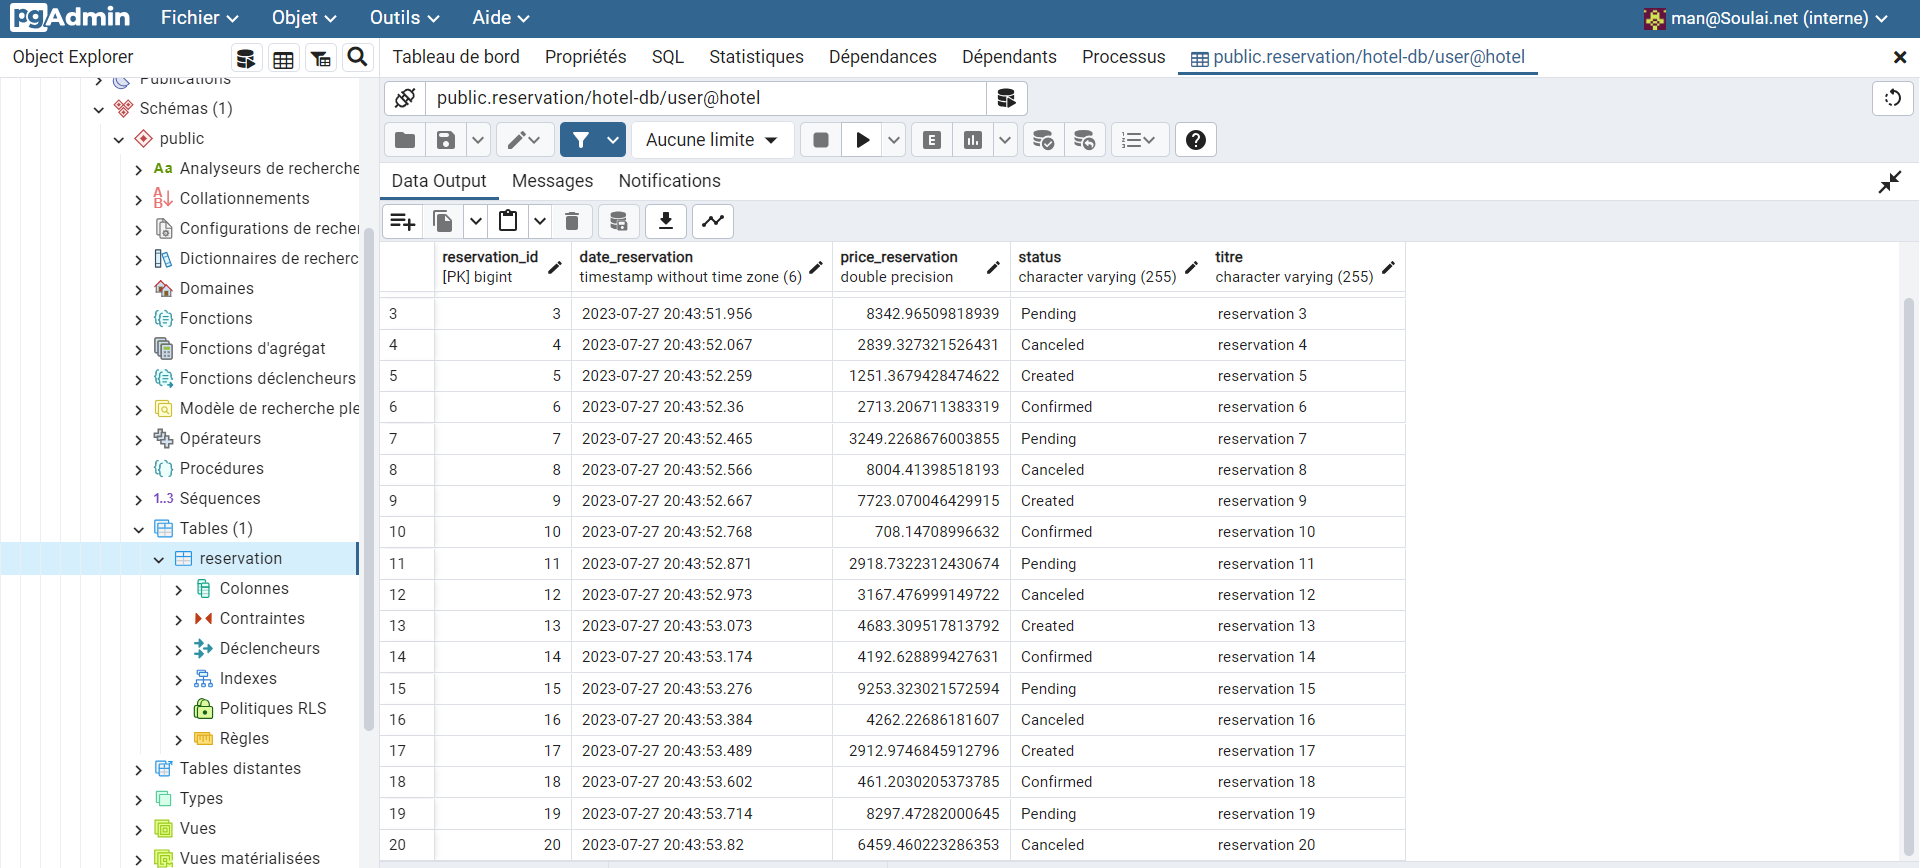 pgAdmin Fichier Objet Outils Aide man@Soulai.net (interne)
Object Explorer
Tableau de bord Propriétés SQL Statistiques Dépendances Dépendants Processus public.reservation/hotel-db/user@hotel
Publications
Schémas (1)
public
Aa Analyseurs de recherche
Collationnements
Configurations de recher
Dictionnaires de recherc
Domaines
Fonctions
Fonctions d'agrégat
Fonctions déclencheurs
Modèle de recherche ple
Opérateurs
Procédures
1..3 Séquences
Tables (1)
reservation
Colonnes
Contraintes
Déclencheurs
Indexes
Politiques RLS
Règles
Tables distantes
Types
Vues
Vues matérialisées
public.reservation/hotel-db/user@hotel
Aucune limite E
Data Output Messages Notifications
reservation_id date_reservation price_reservation status titre
[PK] bigint timestamp without time zone (6) double precision character varying (255) character varying (255)
3 3 2023-07-27 20:43:51.956 8342.96509818939 Pending reservation 3
4 4 2023-07-27 20:43:52.067 2839.327321526431 Canceled reservation 4
5 5 2023-07-27 20:43:52.259 1251.3679428474622 Created reservation 5
6 6 2023-07-27 20:43:52.36 2713.206711383319 Confirmed reservation 6
7 7 2023-07-27 20:43:52.465 3249.2268676003855 Pending reservation 7
8 8 2023-07-27 20:43:52.566 8004.41398518193 Canceled reservation 8
9 9 2023-07-27 20:43:52.667 7723.070046429915 Created reservation 9
10 10 2023-07-27 20:43:52.768 708.14708996632 Confirmed reservation 10
11 11 2023-07-27 20:43:52.871 2918.7322312430674 Pending reservation 11
12 12 2023-07-27 20:43:52.973 3167.476999149722 Canceled reservation 12
13 13 2023-07-27 20:43:53.073 4683.309517813792 Created reservation 13
14 14 2023-07-27 20:43:53.174 4192.628899427631 Confirmed reservation 14
15 15 2023-07-27 20:43:53.276 9253.323021572594 Pending reservation 15
16 16 2023-07-27 20:43:53.384 4262.22686181607 Canceled reservation 16
17 17 2023-07-27 20:43:53.489 2912.9746845912796 Created reservation 17
18 18 2023-07-27 20:43:53.602 461.2030205373785 Confirmed reservation 18
19 19 2023-07-27 20:43:53.714 8297.47282000645 Pending reservation 19
20 20 2023-07-27 20:43:53.82 6459.460223286353 Canceled reservation 20